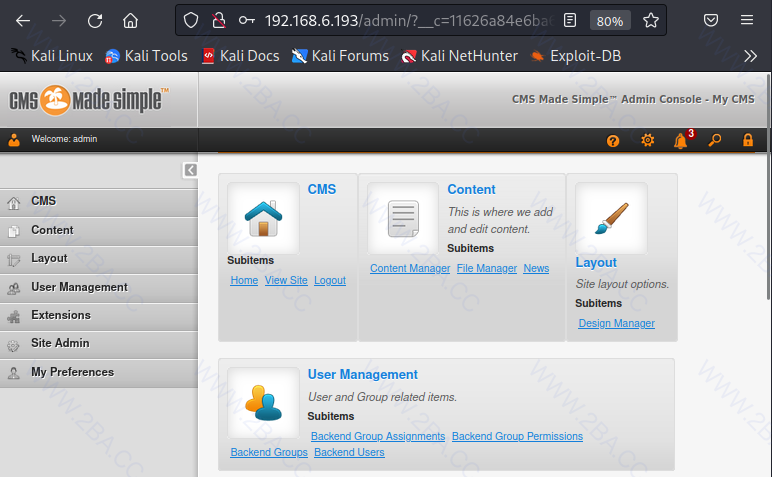 192.168.6.193/admin/?__c=11626a84e6ba
80%
Kali Linux Kali Tools Kali Docs Kali Forums Kali NetHunter Exploit-DB
CMS Made Simple™
CMS Made Simple™ Admin Console - My CMS
Welcome: admin
3
CMS
Content
Layout
User Management
Extensions
Site Admin
My Preferences
CMS
Subitems
Home View Site Logout
Content
This is where we add
and edit content.
Subitems
Content Manager File Manager News
Layout
Site layout options.
Subitems
Design Manager
User Management
User and Group related items.
Subitems
Backend Group Assignments Backend Group Permissions
Backend Groups Backend Users
WWW.2BA.CC